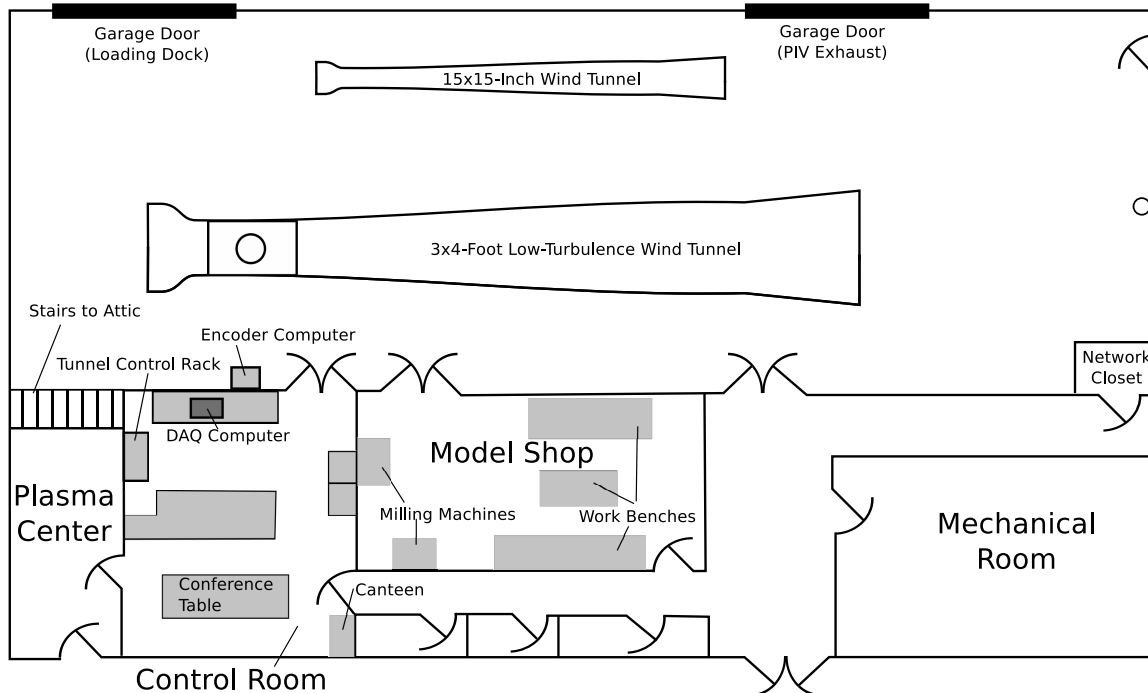 Garage Door
(Loading Dock)
Garage Door
(PIV Exhaust)
15x15-Inch Wind Tunnel
3x4-Foot Low-Turbulence Wind Tunnel
Stairs to Attic
Encoder Computer
Tunnel Control Rack
Network
Closet
DAQ Computer
Model Shop
Plasma
Center
Milling Machines
Work Benches
Mechanical
Room
Conference
Table
Canteen
Control Room